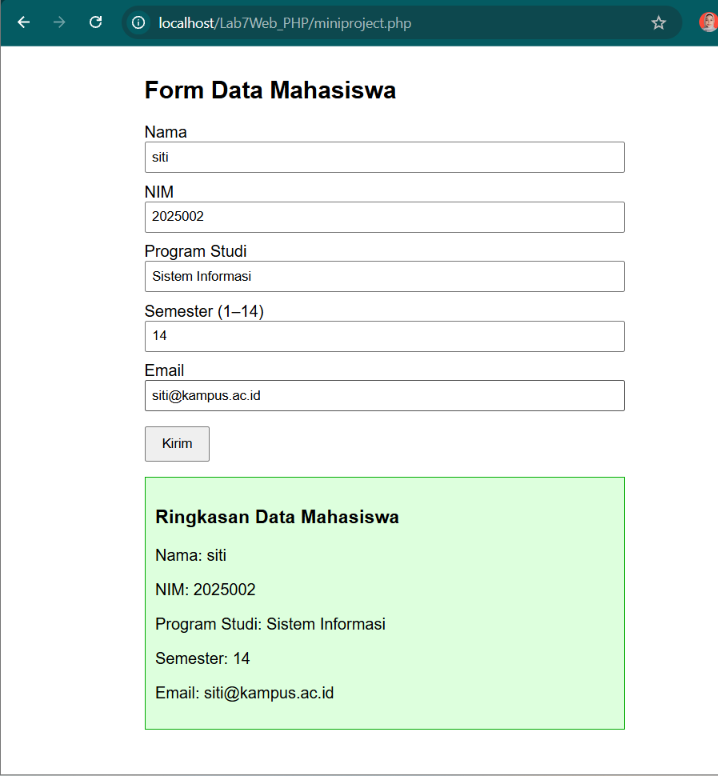 localhost/Lab7Web_PHP/miniproject.php
Form Data Mahasiswa
Nama
siti
NIM
2025002
Program Studi
Sistem Informasi
Semester (1–14)
14
Email
siti@kampus.ac.id
Kirim
Ringkasan Data Mahasiswa
Nama: siti
NIM: 2025002
Program Studi: Sistem Informasi
Semester: 14
Email: siti@kampus.ac.id